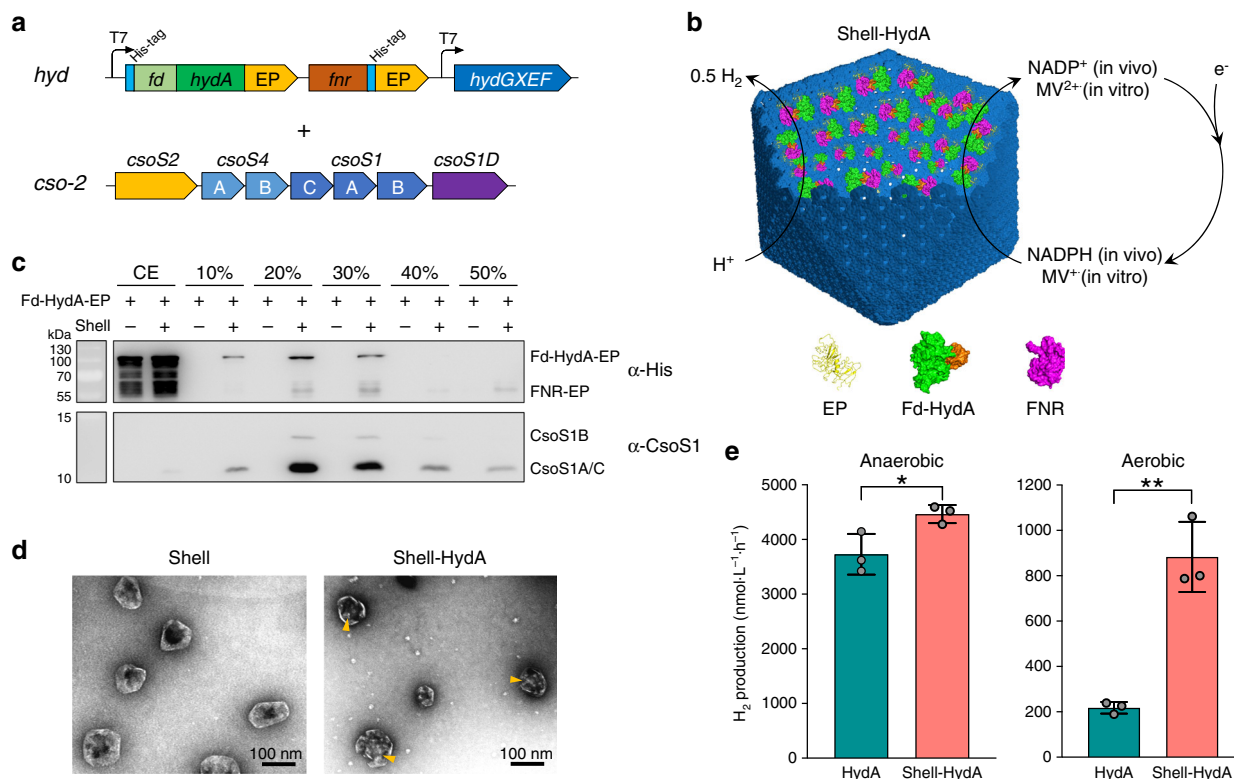 a
T7
His-tag
His-tag
T7
hyd
fd
hydA
EP
fnr
EP
hydGXEF
+
csoS2
csoS4
csoS1
csoS1D
cso-2
A
B
C
A
B
b
Shell-HydA
0.5 H₂
NADP⁺ (in vivo)
MV²⁺·(in vitro)
e⁻
H⁺
NADPH (in vivo)
MV⁺·(in vitro)
EP
Fd-HydA
FNR
c
CE 10% 20% 30% 40% 50%
Fd-HydA-EP + + + + + + + + + + + +
Shell − + − + − + − + − + − +
kDa
130
100
70
55
Fd-HydA-EP
FNR-EP
α-His
15
10
CsoS1B
CsoS1A/C
α-CsoS1
d
Shell
Shell-HydA
100 nm
100 nm
e
Anaerobic
Aerobic
H₂ production (nmol·L⁻¹·h⁻¹)
5000
4000
3000
2000
1000
0
*
HydA
Shell-HydA
1200
1000
800
600
400
200
0
**
HydA
Shell-HydA